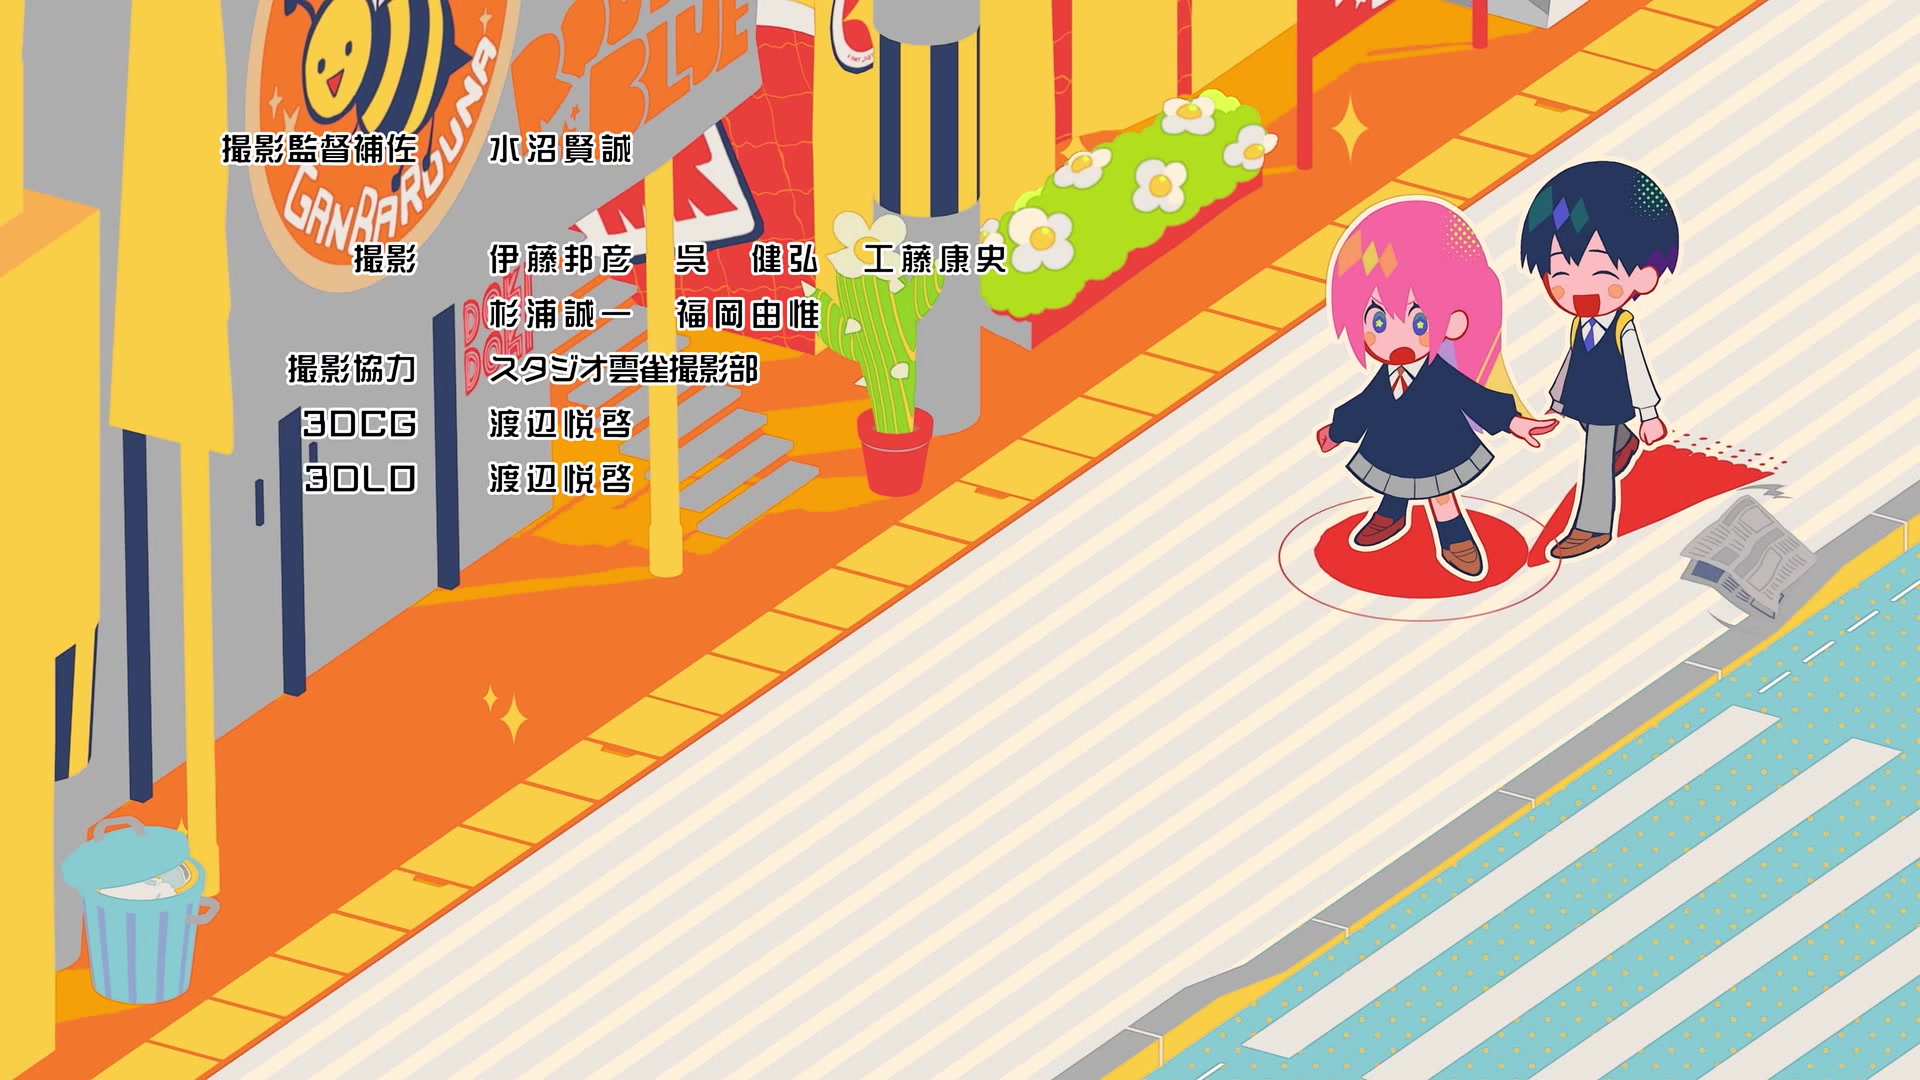 GANBAROUNA
BLUE
撮影監督補佐 水沼賢誠
撮影 伊藤邦彦 呉 健弘 工藤康史
杉浦誠一 福岡由惟
撮影協力 スタジオ雲雀撮影部
3DCG 渡辺悦啓
3DLO 渡辺悦啓